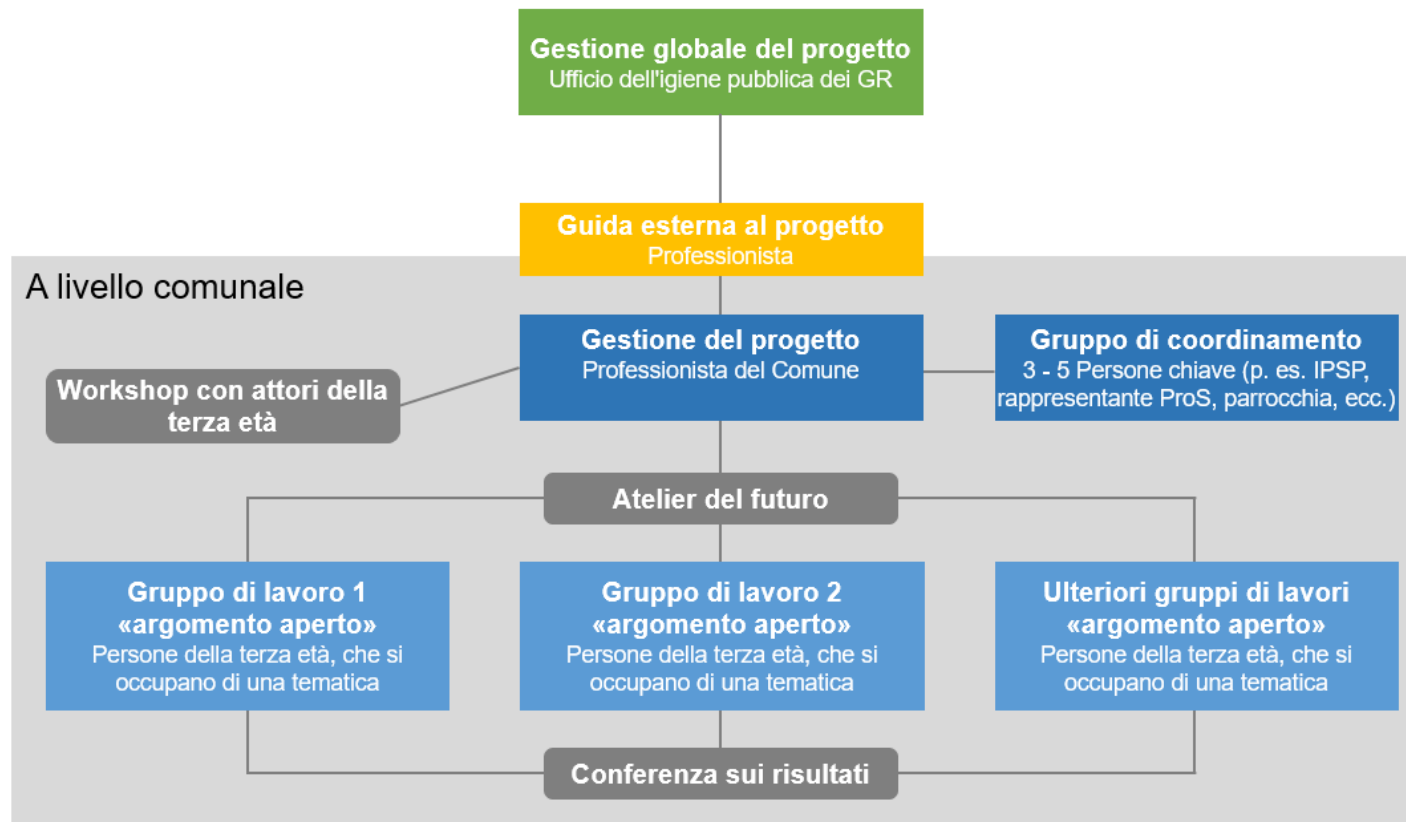 Gestione globale del progetto
Ufficio dell'igiene pubblica dei GR
Guida esterna al progetto
Professionista
A livello comunale
Gestione del progetto
Professionista del Comune
Gruppo di coordinamento
3 - 5 Persone chiave (p. es. IPSP,
rappresentante ProS, parrocchia, ecc.)
Workshop con attori della
terza età
Atelier del futuro
Gruppo di lavoro 1
«argomento aperto»
Persone della terza età, che si
occupano di una tematica
Gruppo di lavoro 2
«argomento aperto»
Persone della terza età, che si
occupano di una tematica
Ulteriori gruppi di lavori
«argomento aperto»
Persone della terza età, che si
occupano di una tematica
Conferenza sui risultati